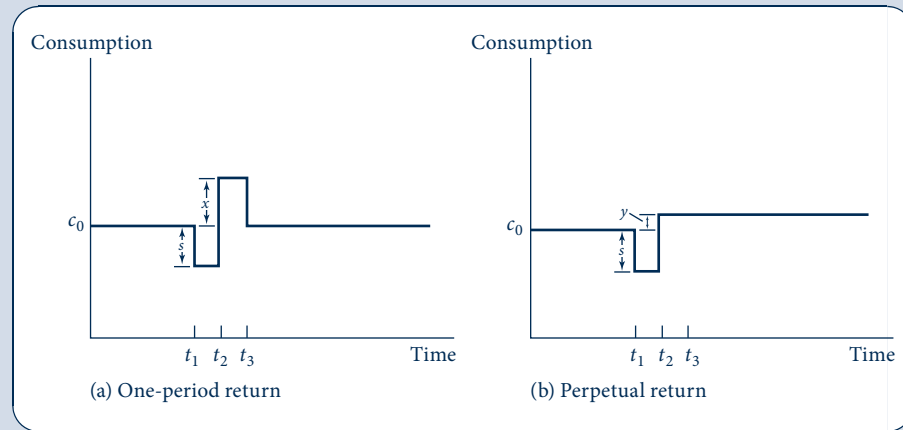 Consumption
x
c₀
s
t₁ t₂ t₃ Time
(a) One-period return
Consumption
y
c₀
s
t₁ t₂ t₃ Time
(b) Perpetual return